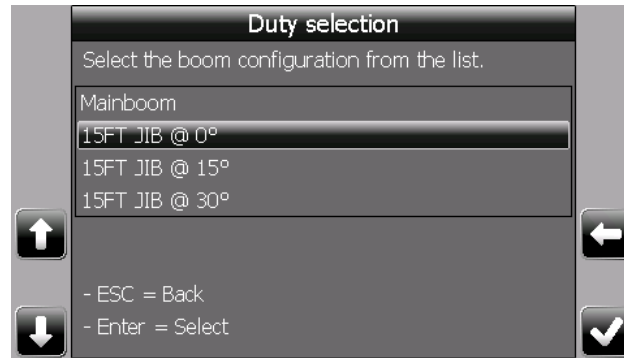 Duty selection
Select the boom configuration from the list.
Mainboom
15FT JIB @ 0°
15FT JIB @ 15°
15FT JIB @ 30°
- ESC = Back
- Enter = Select